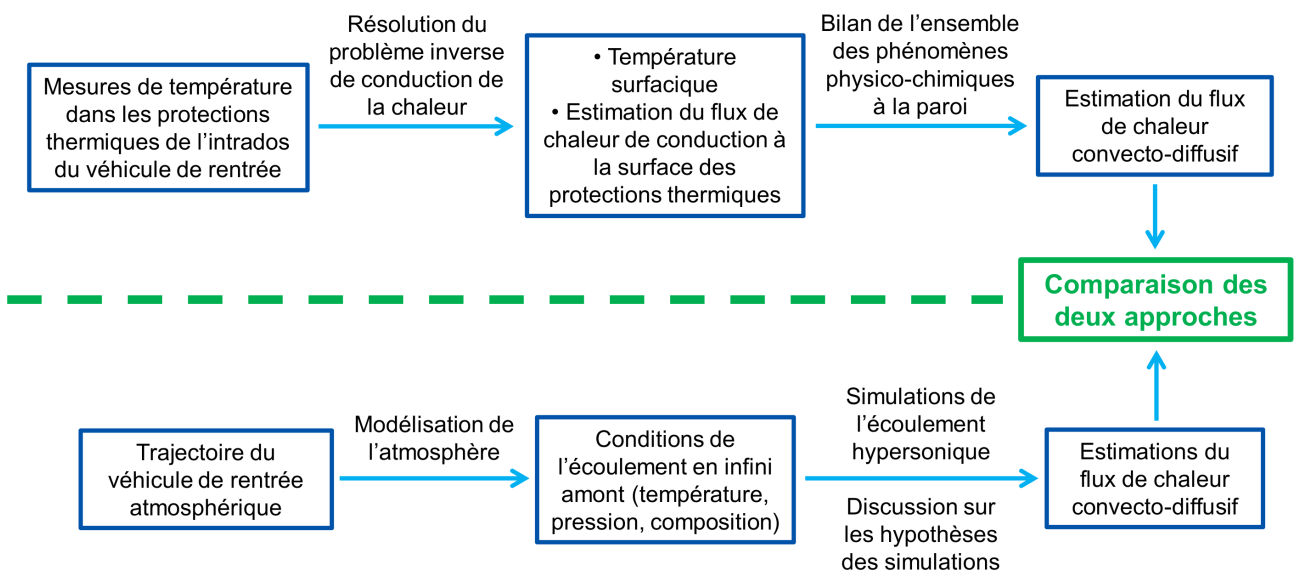 Mesures de température
dans les protections
thermiques de l’intrados
du véhicule de rentrée
Résolution du
problème inverse
de conduction de
la chaleur
• Température
surfacique
• Estimation du flux de
chaleur de conduction à
la surface des
protections thermiques
Bilan de l’ensemble
des phénomènes
physico-chimiques
à la paroi
Estimation du flux
de chaleur
convecto-diffusif
Comparaison des
deux approches
Trajectoire du
véhicule de rentrée
atmosphérique
Modélisation de
l’atmosphère
Conditions de
l’écoulement en infini
amont (température,
pression, composition)
Simulations de
l’écoulement
hypersonique
Discussion sur
les hypothèses
des simulations
Estimations du
flux de chaleur
convecto-diffusif